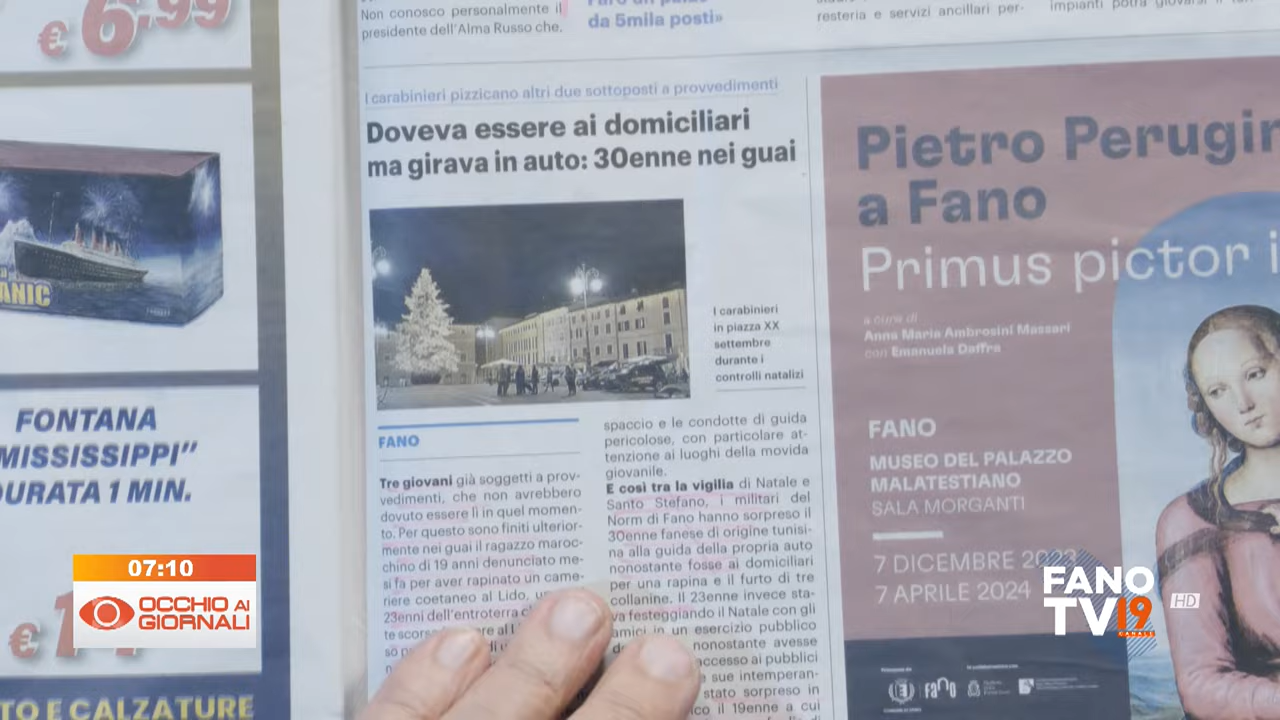 € 6,99
ANIC
FONTANA
MISSISSIPPI"
DURATA 1 MIN.
€
TO E CALZATURE
Non conosco personalmente il
presidente dell'Alma Russo che.
da 5mila posti»
resteria e servizi ancillari per-
I carabinieri pizzicano altri due sottoposti a provvedimenti
Doveva essere ai domiciliari
ma girava in auto: 30enne nei guai
I carabinieri
in piazza XX
settembre
durante i
controlli natalizi
FANO
Tre giovani già soggetti a prov-
vedimenti, che non avrebbero
dovuto essere lì in quel momen-
to. Per questo sono finiti ulterior-
mente nei guai il ragazzo maroc-
chino di 19 anni denunciato me-
si fa per aver rapinato un came-
riere coetaneo al Lido,
23enni dell'entroterra
te scors
spaccio e le condotte di guida
pericolose, con particolare at-
tenzione ai luoghi della movida
giovanile.
E così tra la vigilia di Natale e
Santo Stefano, i militari del
Norm di Fano hanno sorpreso il
30enne fanese di origine tunisi-
na alla guida della propria auto
nonostante fosse ai domiciliari
per una rapina e il furto di tre
collanine. Il 23enne invece sta-
va festeggiando il Natale con gli
amici in un esercizio pubblico
nonostante avesse
accesso ai pubblici
e sue intemperan-
stato sorpreso in
il 19enne a cui
Pietro Perugin
a Fano
Primus pictor i
a cura di
Anna Maria Ambrosini Massari
con Emanuela Daffra
FANO
MUSEO DEL PALAZZO
MALATESTIANO
SALA MORGANTI
7 DICEMBRE 2023
7 APRILE 2024
FANO
07:10
OCCHIO AI
GIORNALI
FANO
TV19
CANALE
HD